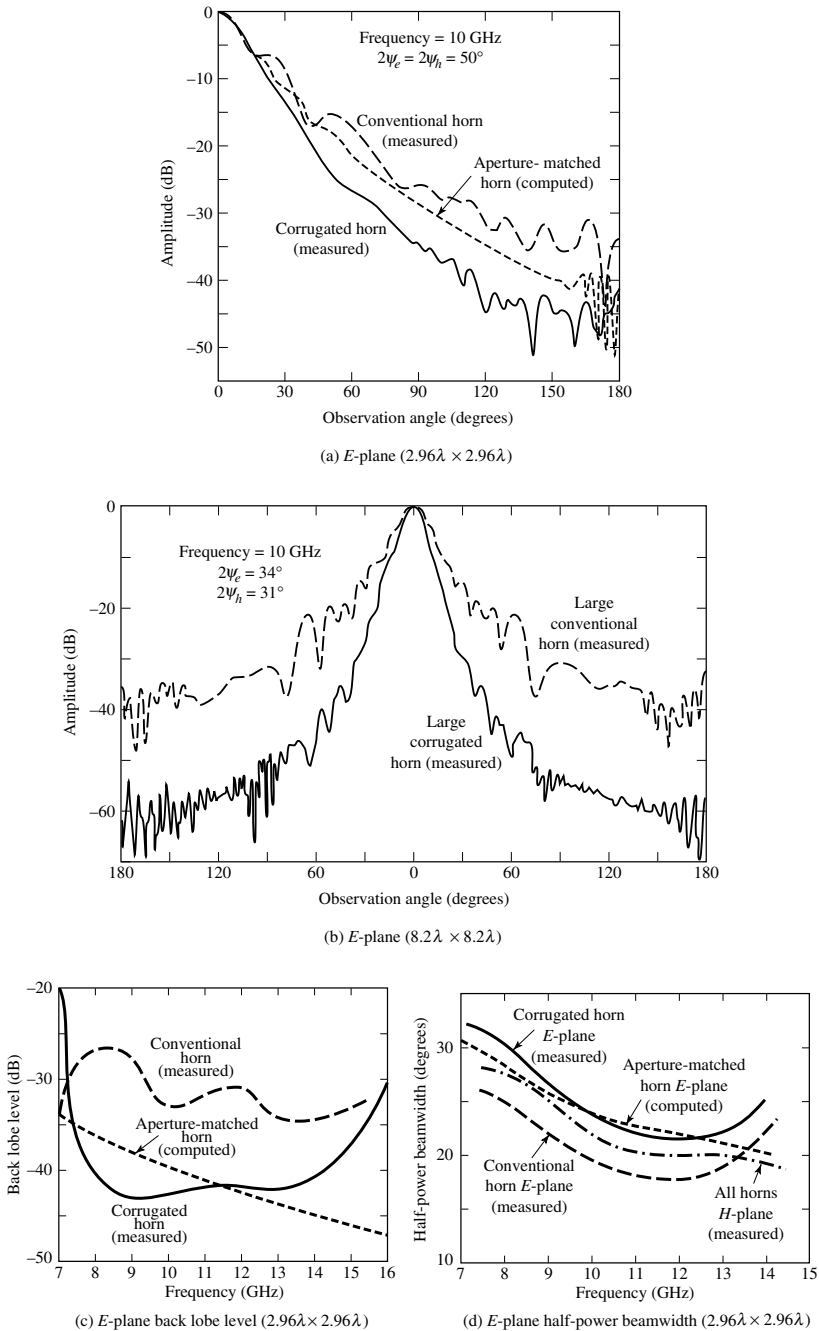 0
–10
–20
–30
–40
–50
Amplitude (dB)
Frequency = 10 GHz
2ψe = 2ψh = 50°
Conventional horn
(measured)
Aperture- matched
horn (computed)
Corrugated horn
(measured)
0 30 60 90 120 150 180
Observation angle (degrees)
(a) E-plane (2.96λ × 2.96λ)
0
–20
–40
–60
Amplitude (dB)
Frequency = 10 GHz
2ψe = 34°
2ψh = 31°
Large
conventional
horn (measured)
Large
corrugated
horn (measured)
180 120 60 0 60 120 180
Observation angle (degrees)
(b) E-plane (8.2λ × 8.2λ)
–20
–30
–40
–50
Back lobe level (dB)
Conventional
horn
(measured)
Aperture-matched
horn
(computed)
Corrugated
horn
(measured)
7 8 9 10 11 12 13 14 15 16
Frequency (GHz)
(c) E-plane back lobe level (2.96λ× 2.96λ)
30
20
10
Half-power beamwidth (degrees)
Corrugated horn
E-plane
(measured)
Aperture-matched
horn E-plane
(computed)
Conventional
horn E-plane
(measured)
All horns
H-plane
(measured)
7 8 9 10 11 12 13 14 15
Frequency (GHz)
(d) E-plane half-power beamwidth (2.96λ × 2.96λ)